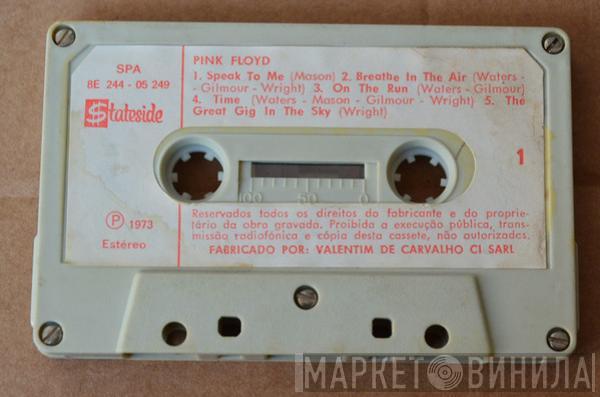 SPA
8E 244 - 05 249
$tateside
Ⓟ 1973
Estéreo
PINK FLOYD
1. Speak To Me (Mason) 2. Breathe In The Air (Waters -
- Gilmour - Wright) 3. On The Run (Waters - Gilmour)
4. Time (Waters - Mason - Gilmour - Wright) 5. The
Great Gig In The Sky (Wright)
1
100 50 0
Reservados todos os direitos do fabricante e do proprie-
tário da obra gravada. Proibida a execução pública, trans-
missão radiofónica e cópia desta cassete, não autorizadas.
FABRICADO POR: VALENTIM DE CARVALHO CI SARL
МАРКЕТ ВИНИЛА